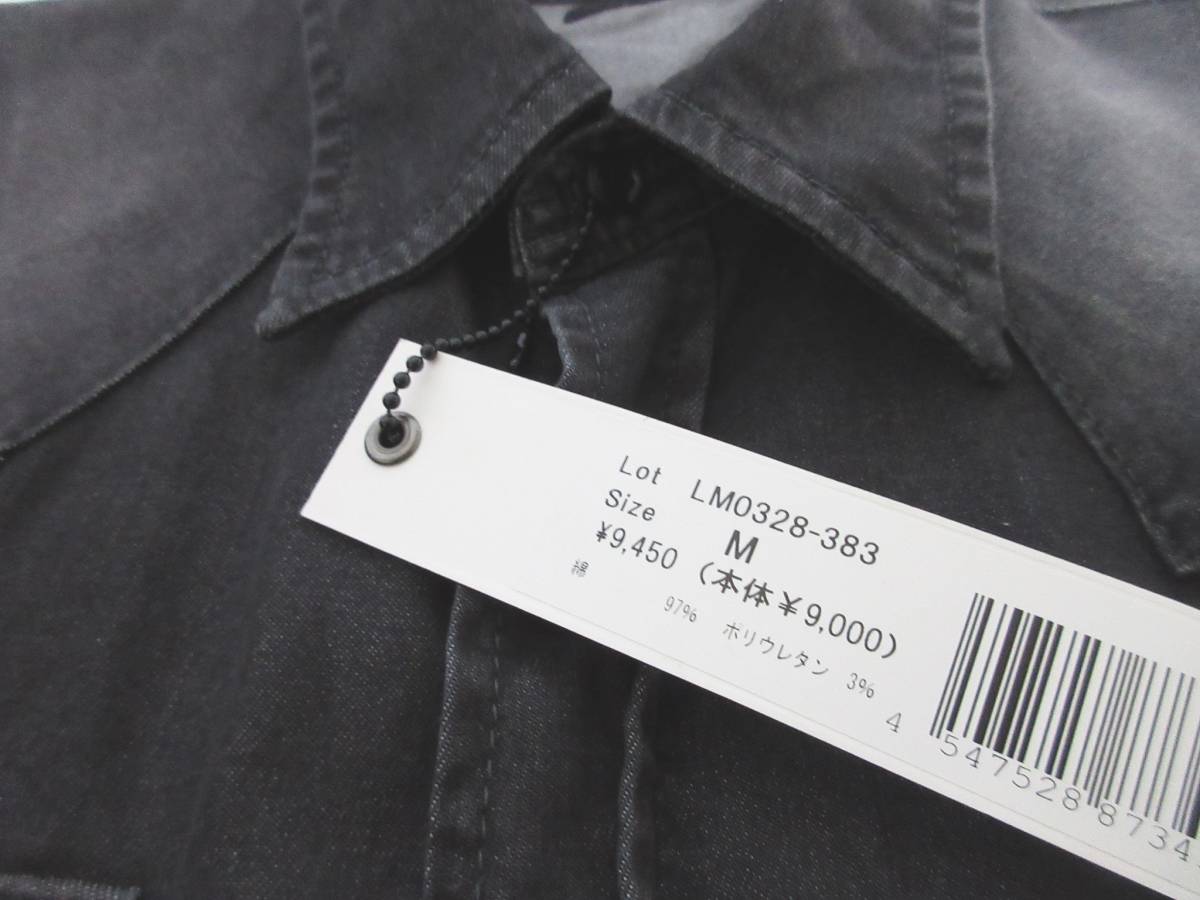 Lot LM0328-383
Size M
¥9,450 (本体¥9,000)
綿 97% ポリウレタン 3%
4 547528 8734